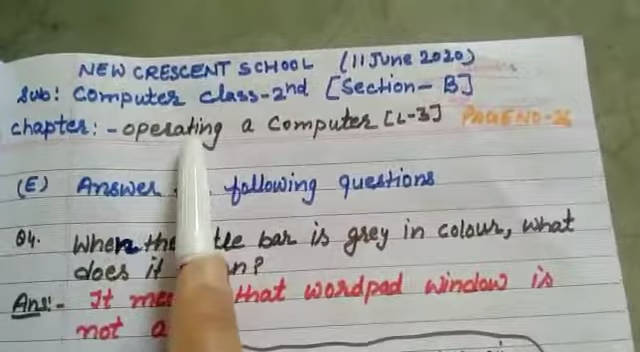 NEW CRESCENT SCHOOL (11 June 2020)
Sub: Computer Class-2nd [Section-B]
Chapter:- operating a Computer [L-3] PAGE NO-26
(E) Answer following questions
Q4. When the bar is grey in colour, what
does it
Ans:- It that wordpad window is
not